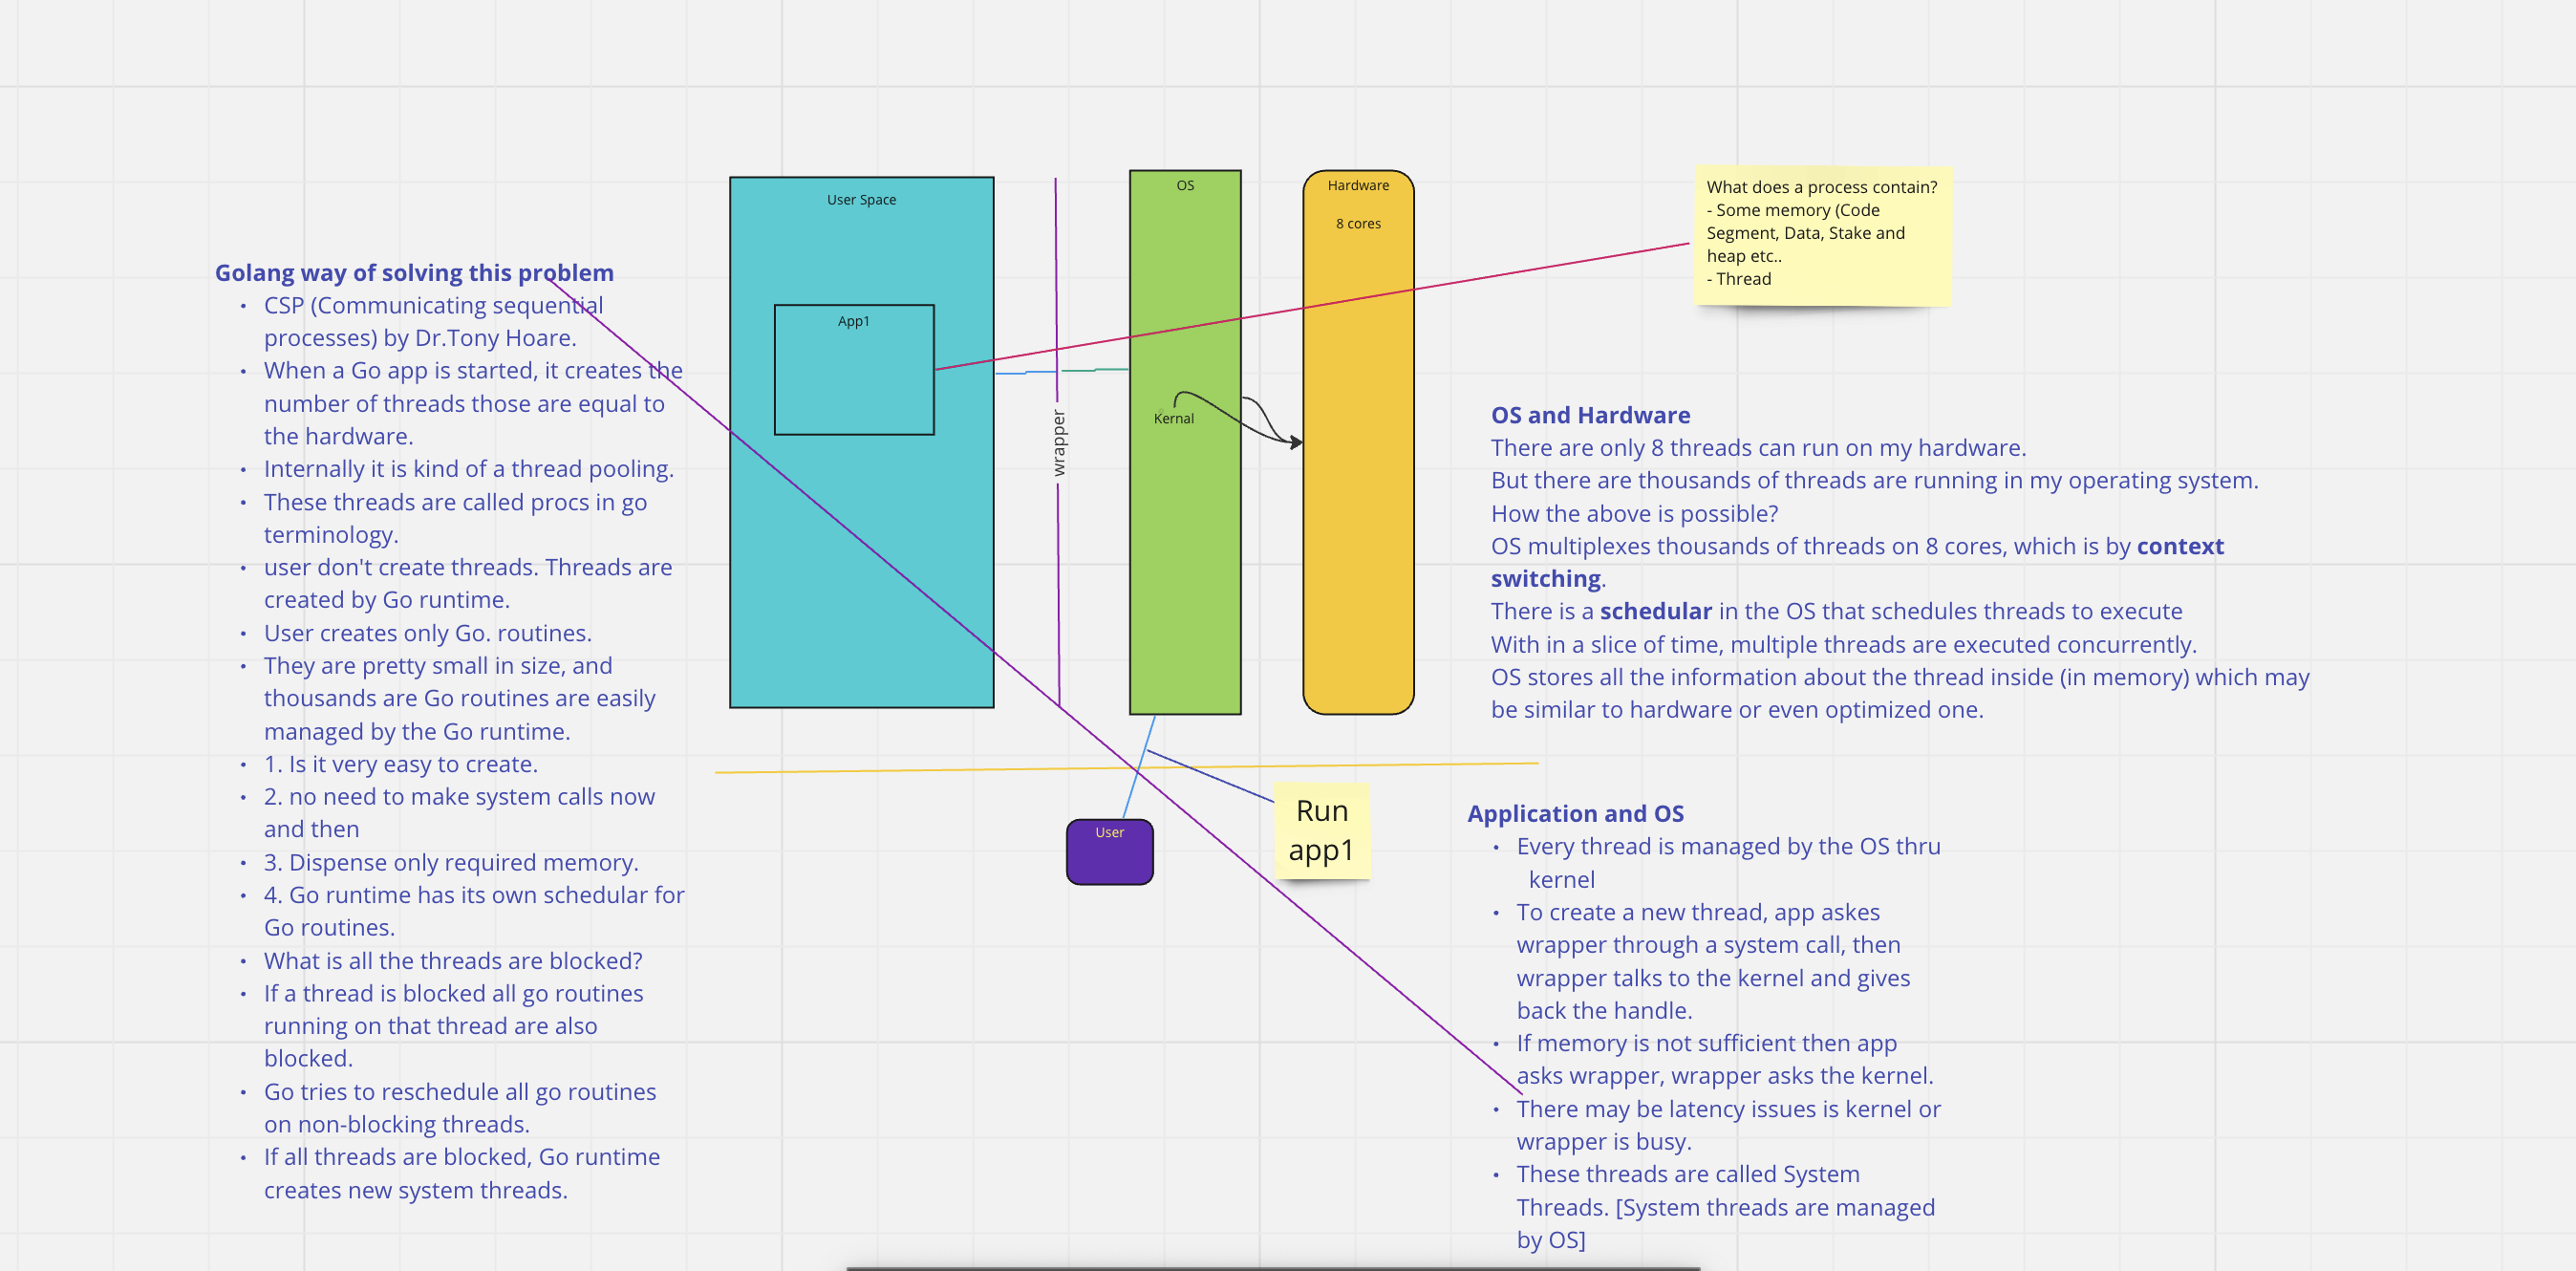 Golang way of solving this problem
• CSP (Communicating sequential
processes) by Dr.Tony Hoare.
• When a Go app is started, it creates the
number of threads those are equal to
the hardware.
• Internally it is kind of a thread pooling.
• These threads are called procs in go
terminology.
• user don't create threads. Threads are
created by Go runtime.
• User creates only Go. routines.
• They are pretty small in size, and
thousands are Go routines are easily
managed by the Go runtime.
• 1. Is it very easy to create.
• 2. no need to make system calls now
and then
• 3. Dispense only required memory.
• 4. Go runtime has its own schedular for
Go routines.
• What is all the threads are blocked?
• If a thread is blocked all go routines
running on that thread are also
blocked.
• Go tries to reschedule all go routines
on non-blocking threads.
• If all threads are blocked, Go runtime
creates new system threads.
User Space
App1
wrapper
OS
Kernal
Hardware
8 cores
User
Run
app1
What does a process contain?
- Some memory (Code
Segment, Data, Stake and
heap etc..
- Thread
OS and Hardware
There are only 8 threads can run on my hardware.
But there are thousands of threads are running in my operating system.
How the above is possible?
OS multiplexes thousands of threads on 8 cores, which is by context
switching.
There is a schedular in the OS that schedules threads to execute
With in a slice of time, multiple threads are executed concurrently.
OS stores all the information about the thread inside (in memory) which may
be similar to hardware or even optimized one.
Application and OS
• Every thread is managed by the OS thru
kernel
• To create a new thread, app askes
wrapper through a system call, then
wrapper talks to the kernel and gives
back the handle.
• If memory is not sufficient then app
asks wrapper, wrapper asks the kernel.
• There may be latency issues is kernel or
wrapper is busy.
• These threads are called System
Threads. [System threads are managed
by OS]